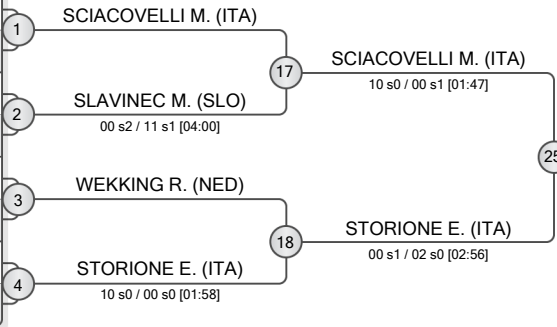 SCIACOVELLI M. (ITA)
1
17
SCIACOVELLI M. (ITA)
10 s0 / 00 s1 [01:47]
SLAVINEC M. (SLO)
2
00 s2 / 11 s1 [04:00]
25
WEKKING R. (NED)
3
18
STORIONE E. (ITA)
00 s1 / 02 s0 [02:56]
STORIONE E. (ITA)
4
10 s0 / 00 s0 [01:58]